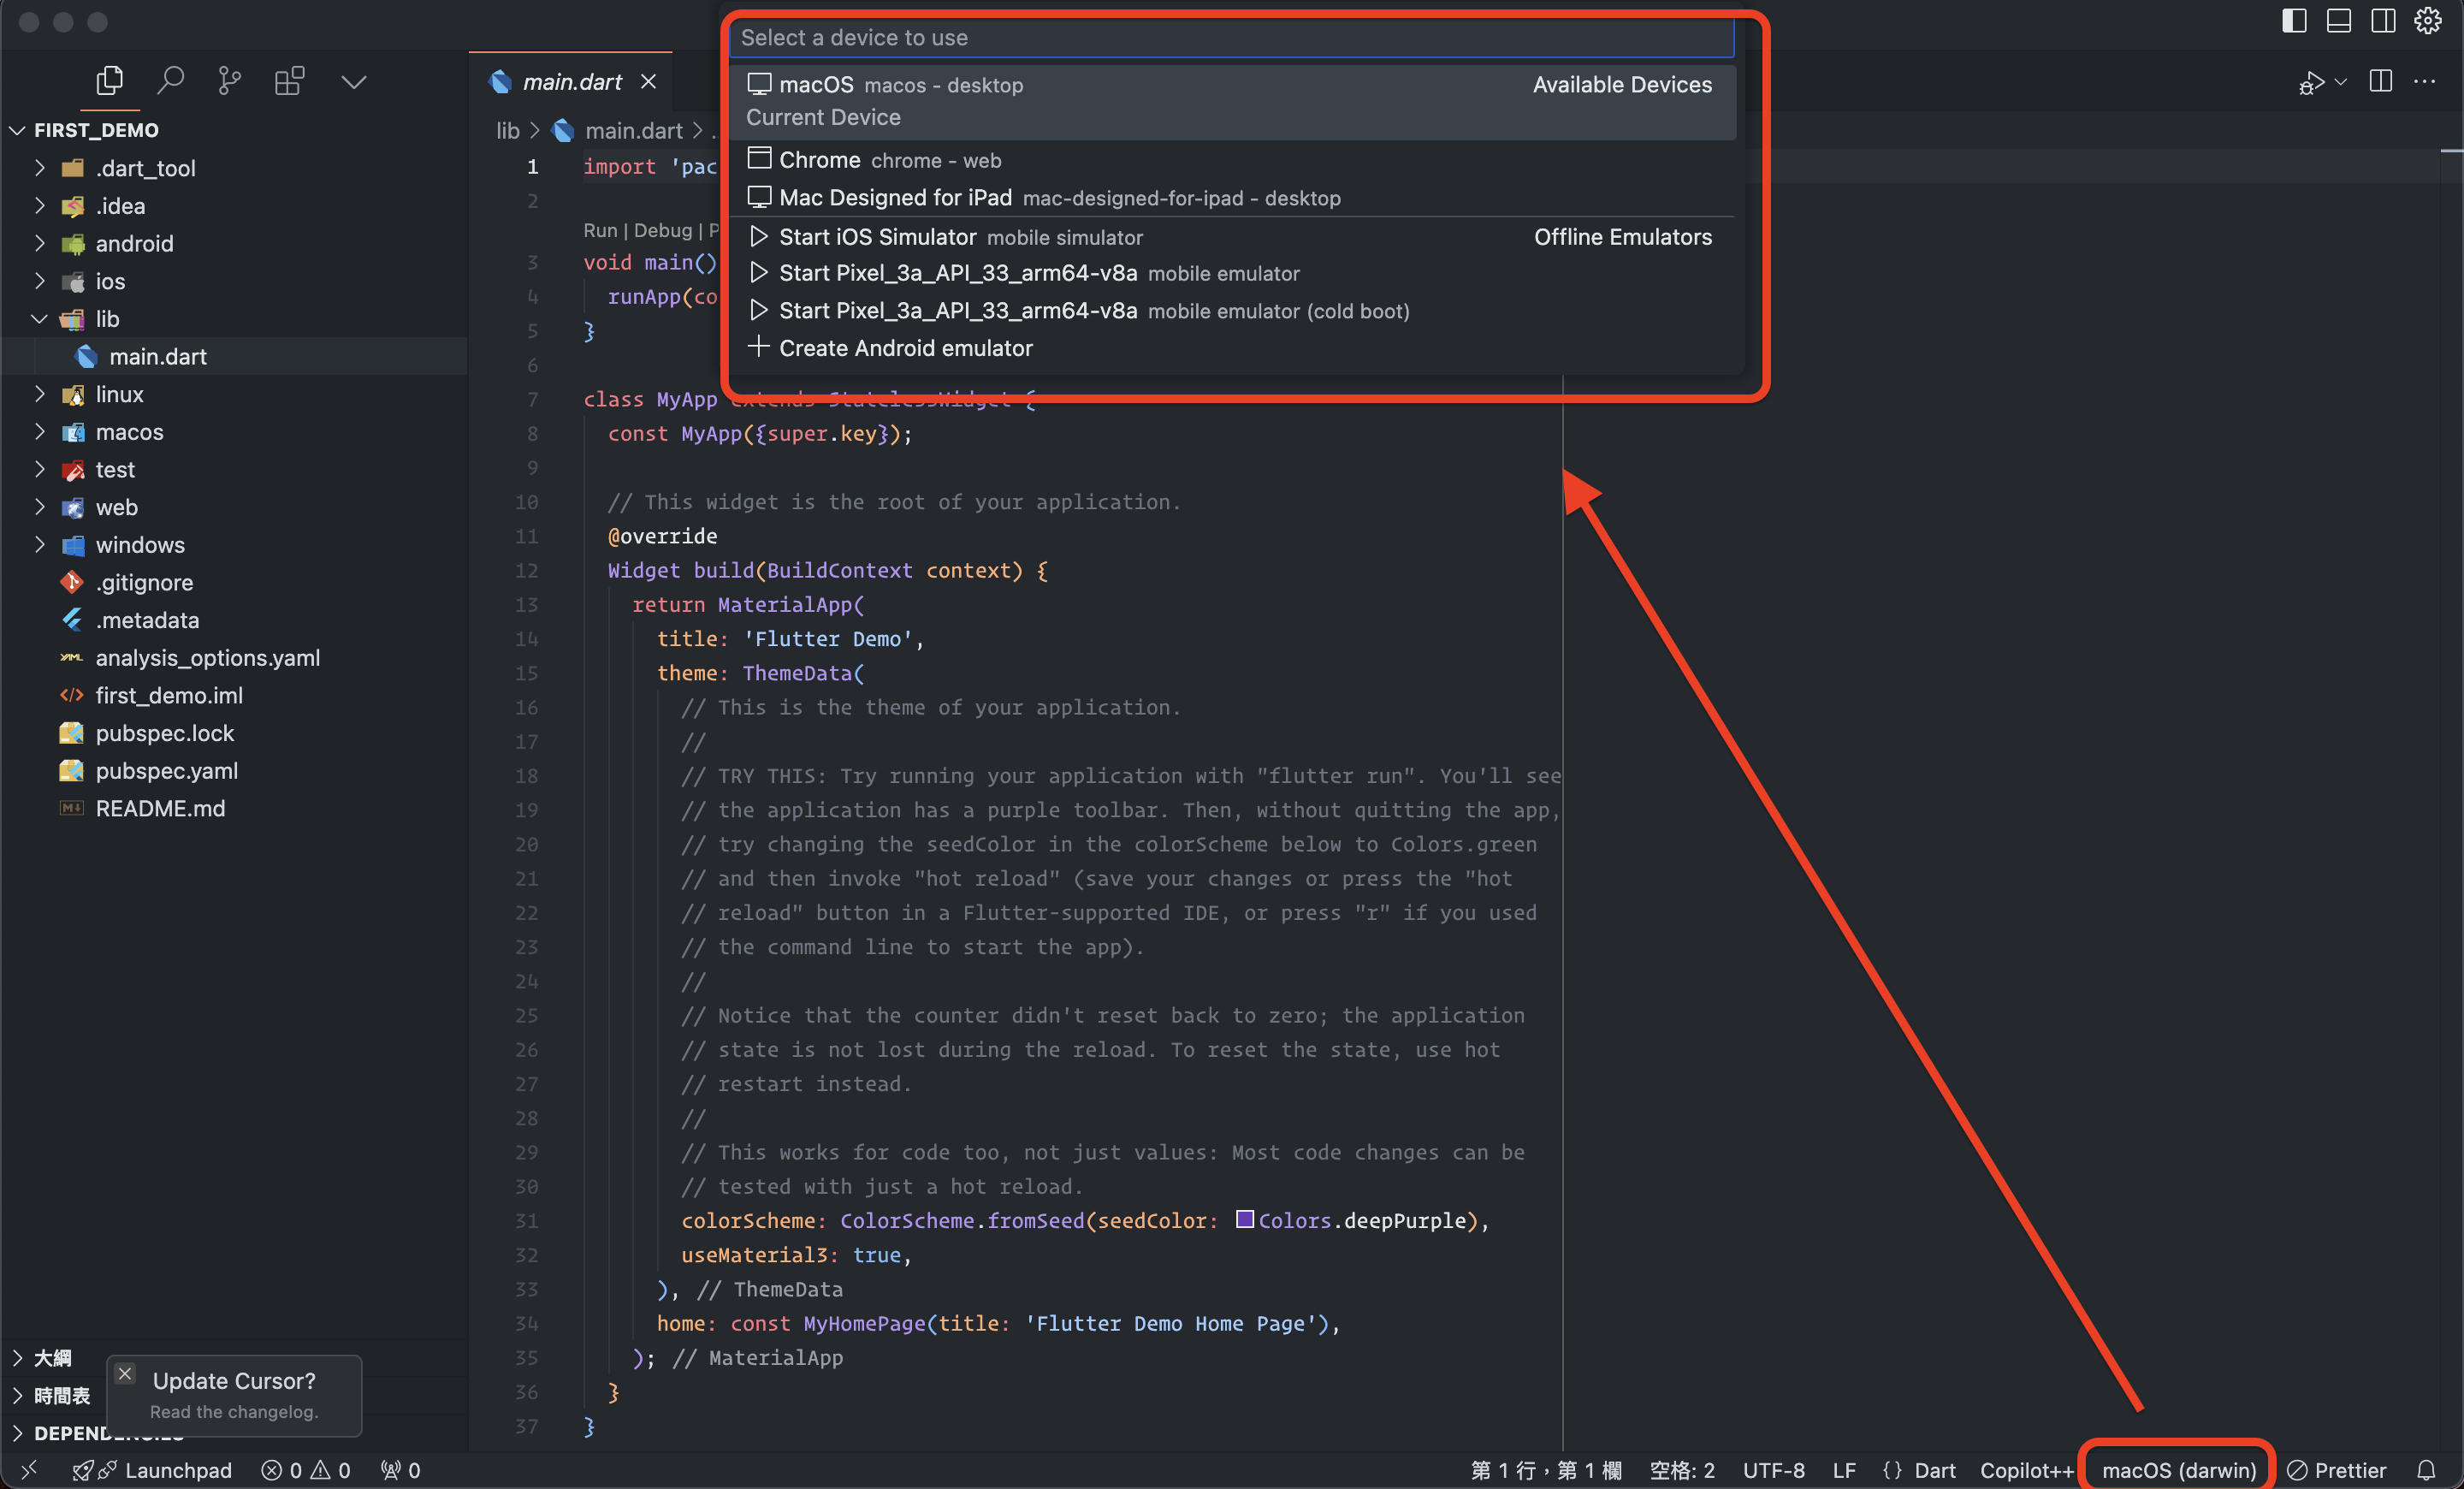 Select a device to use
macOS macos - desktop Available Devices
Current Device
Chrome chrome - web
Mac Designed for iPad mac-designed-for-ipad - desktop
Start iOS Simulator mobile simulator Offline Emulators
Start Pixel_3a_API_33_arm64-v8a mobile emulator
Start Pixel_3a_API_33_arm64-v8a mobile emulator (cold boot)
Create Android emulator
FIRST_DEMO
.dart_tool
.idea
android
ios
lib
main.dart
linux
macos
test
web
windows
.gitignore
.metadata
analysis_options.yaml
first_demo.iml
pubspec.lock
pubspec.yaml
README.md
大綱
時間表
DEPENDENCIES
Update Cursor?
Read the changelog.
main.dart
lib > main.dart > .
1 import 'pac
2
Run | Debug | P
3 void main()
4 runApp(co
5 }
6
7 class MyApp extends StatelessWidget {
8 const MyApp({super.key});
9
10 // This widget is the root of your application.
11 @override
12 Widget build(BuildContext context) {
13 return MaterialApp(
14 title: 'Flutter Demo',
15 theme: ThemeData(
16 // This is the theme of your application.
17 //
18 // TRY THIS: Try running your application with "flutter run". You'll see
19 // the application has a purple toolbar. Then, without quitting the app,
20 // try changing the seedColor in the colorScheme below to Colors.green
21 // and then invoke "hot reload" (save your changes or press the "hot
22 // reload" button in a Flutter-supported IDE, or press "r" if you used
23 // the command line to start the app).
24 //
25 // Notice that the counter didn't reset back to zero; the application
26 // state is not lost during the reload. To reset the state, use hot
27 // restart instead.
28 //
29 // This works for code too, not just values: Most code changes can be
30 // tested with just a hot reload.
31 colorScheme: ColorScheme.fromSeed(seedColor: Colors.deepPurple),
32 useMaterial3: true,
33 ), // ThemeData
34 home: const MyHomePage(title: 'Flutter Demo Home Page'),
35 ); // MaterialApp
36 }
37 }
Launchpad 0 0 0 第 1 行，第 1 欄 空格: 2 UTF-8 LF {} Dart Copilot++ macOS (darwin) Prettier